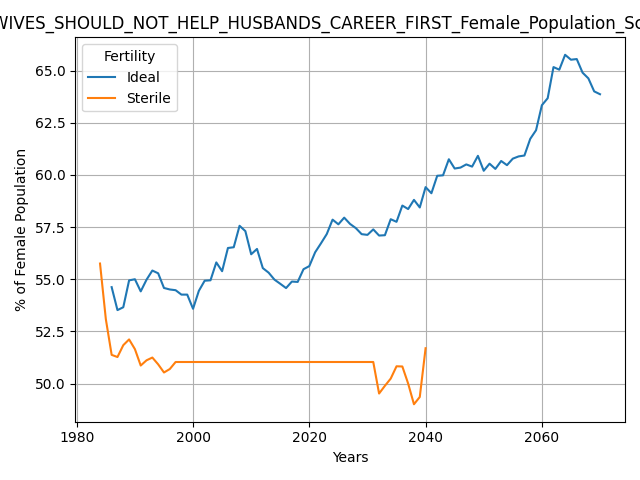 WIVES_SHOULD_NOT_HELP_HUSBANDS_CAREER_FIRST_Female_Population_So
Fertility
Ideal
Sterile
65.0
62.5
60.0
57.5
55.0
52.5
50.0
% of Female Population
1980 2000 2020 2040 2060
Years